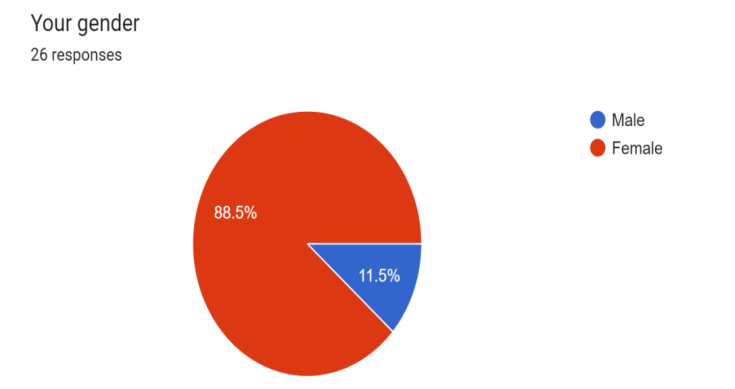 Your gender
26 responses
Male
Female
88.5%
11.5%